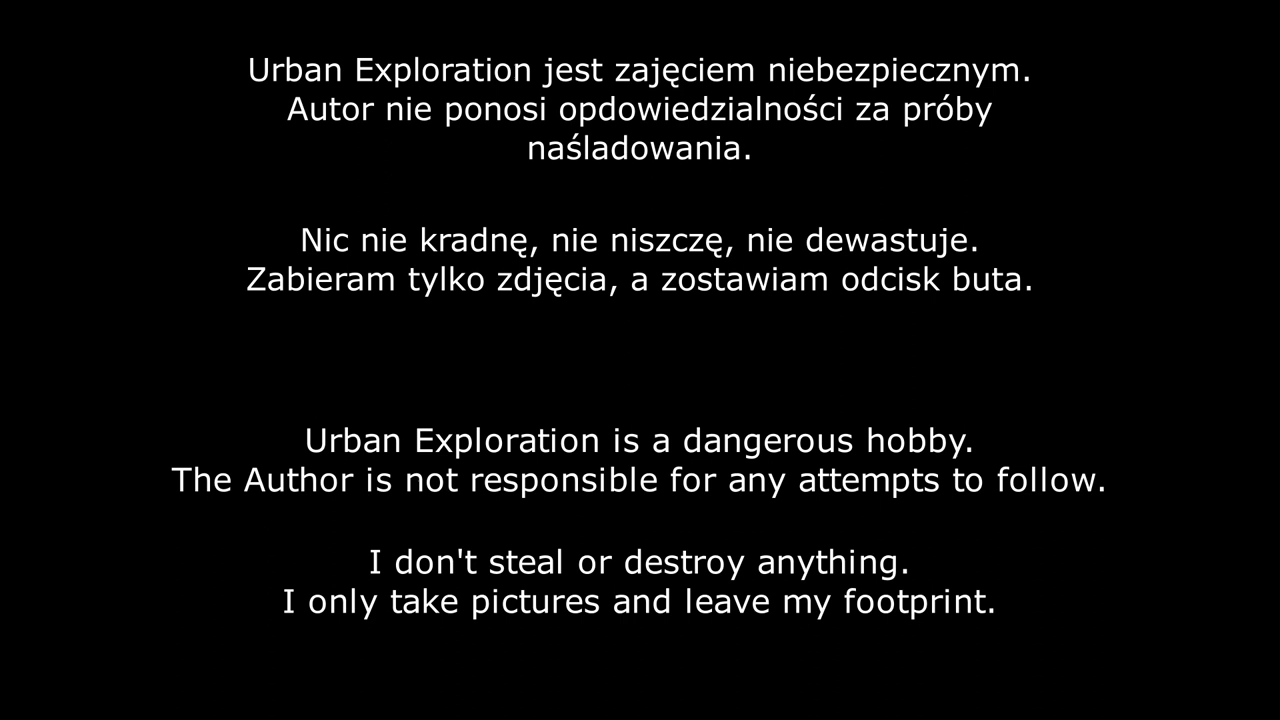 Urban Exploration jest zajęciem niebezpiecznym.
Autor nie ponosi opdowiedzialności za próby
naśladowania.
Nic nie kradnę, nie niszczę, nie dewastuje.
Zabieram tylko zdjęcia, a zostawiam odcisk buta.
Urban Exploration is a dangerous hobby.
The Author is not responsible for any attempts to follow.
I don't steal or destroy anything.
I only take pictures and leave my footprint.